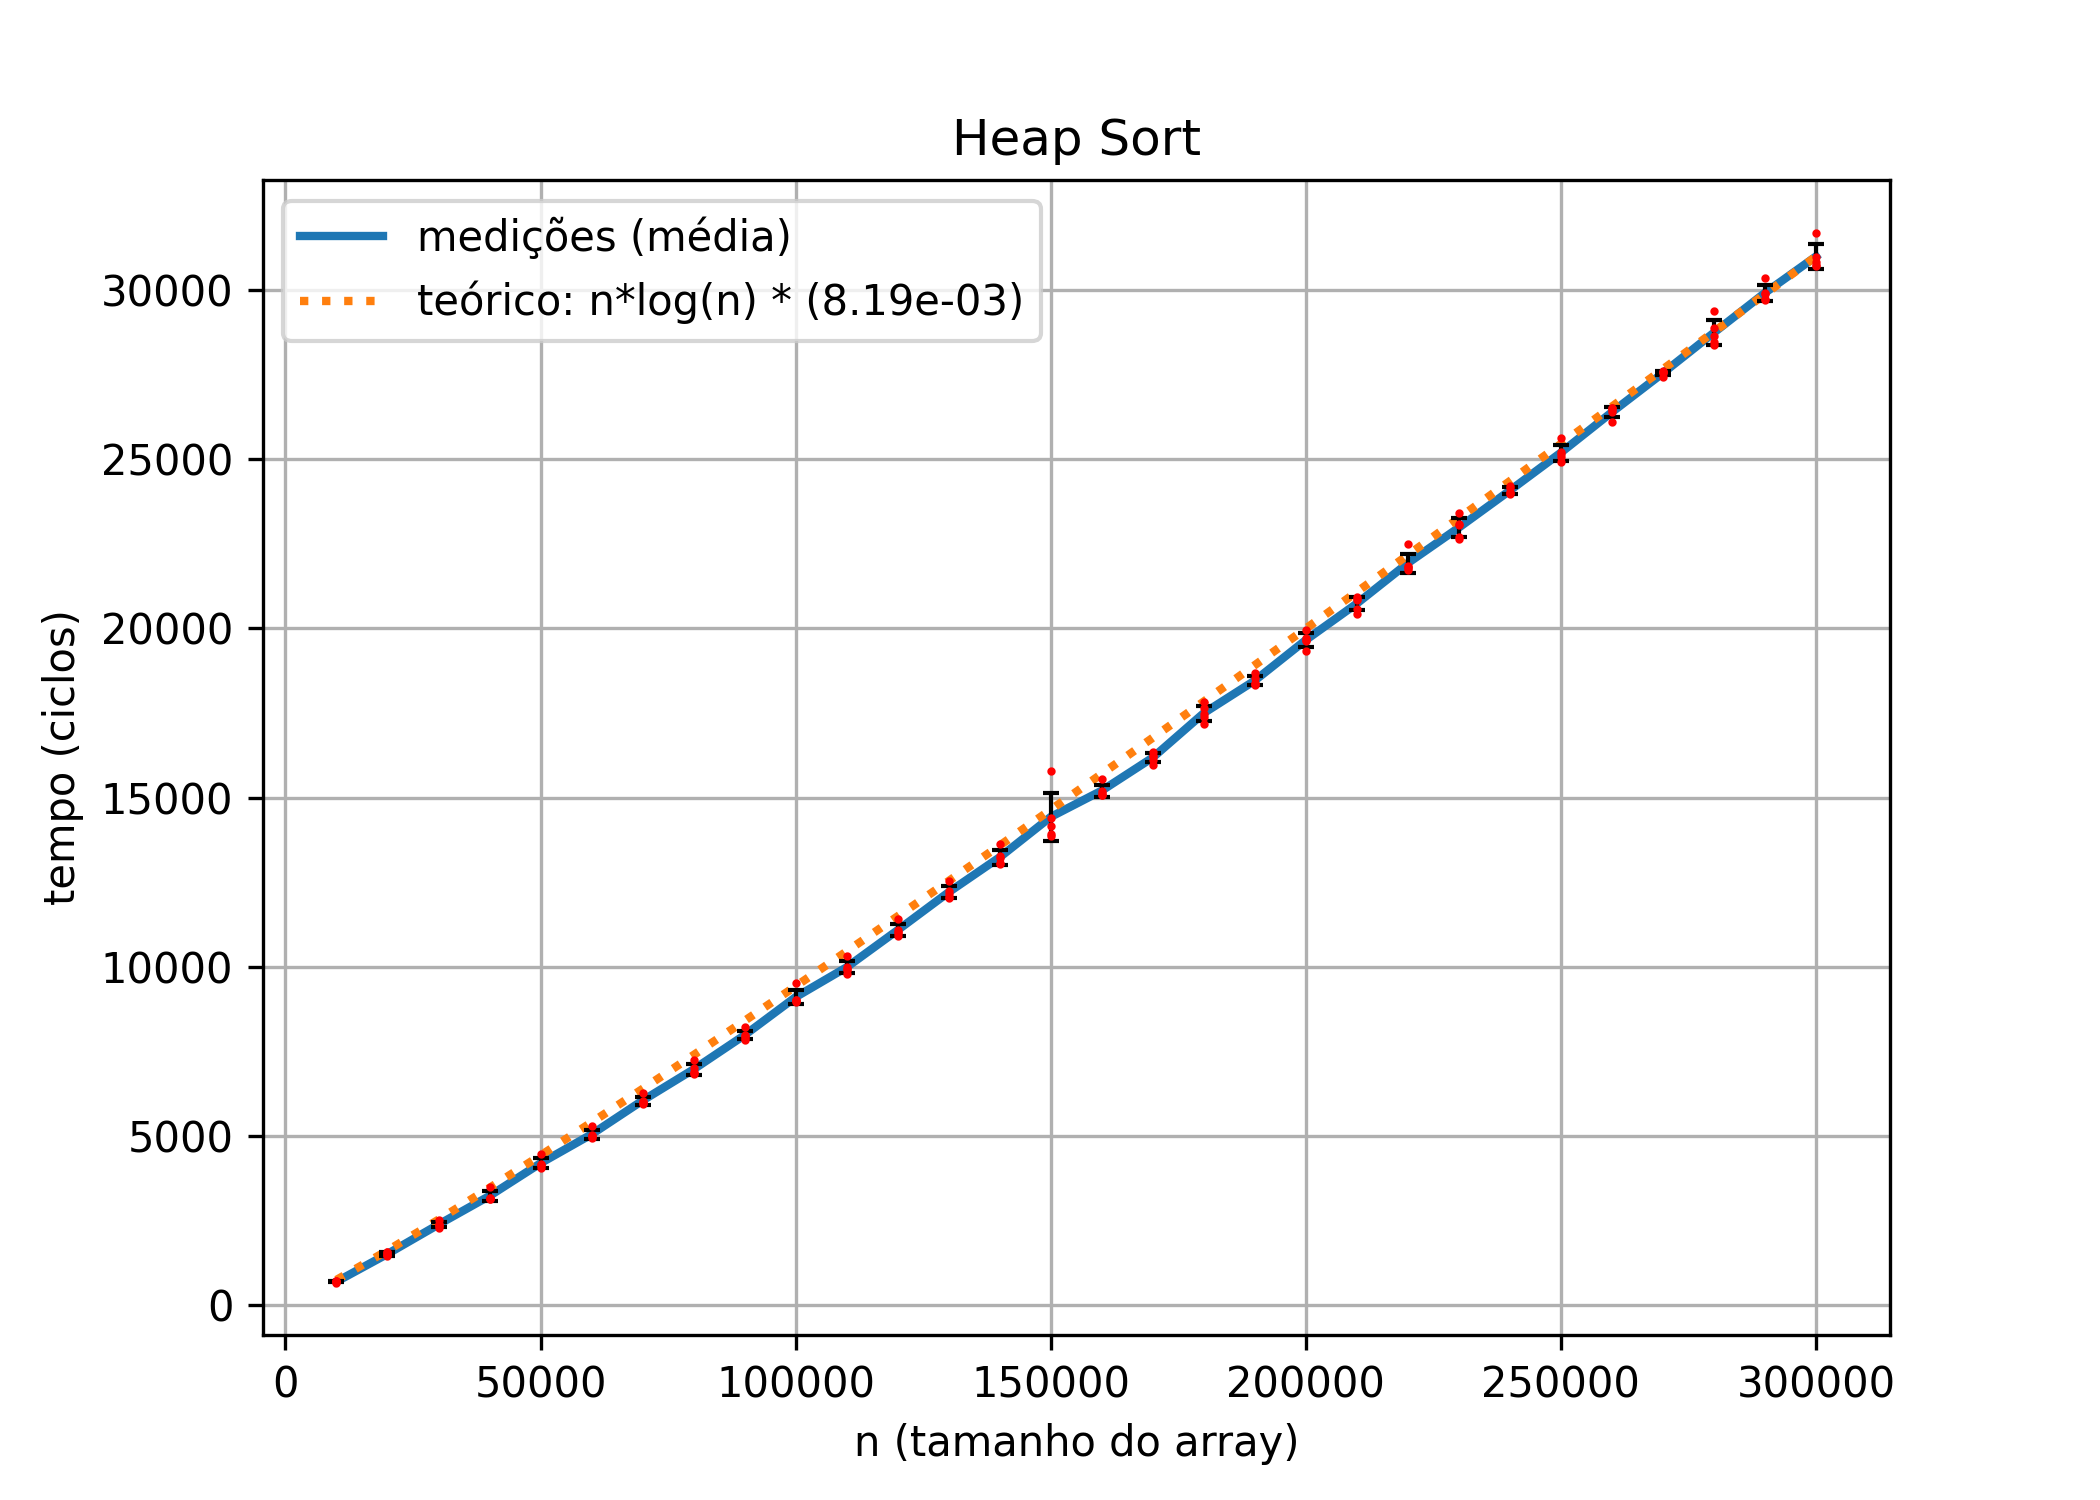 Heap Sort
medições (média)
teórico: n*log(n) * (8.19e-03)
30000
25000
20000
15000
10000
5000
0
tempo (ciclos)
0 50000 100000 150000 200000 250000 300000
n (tamanho do array)